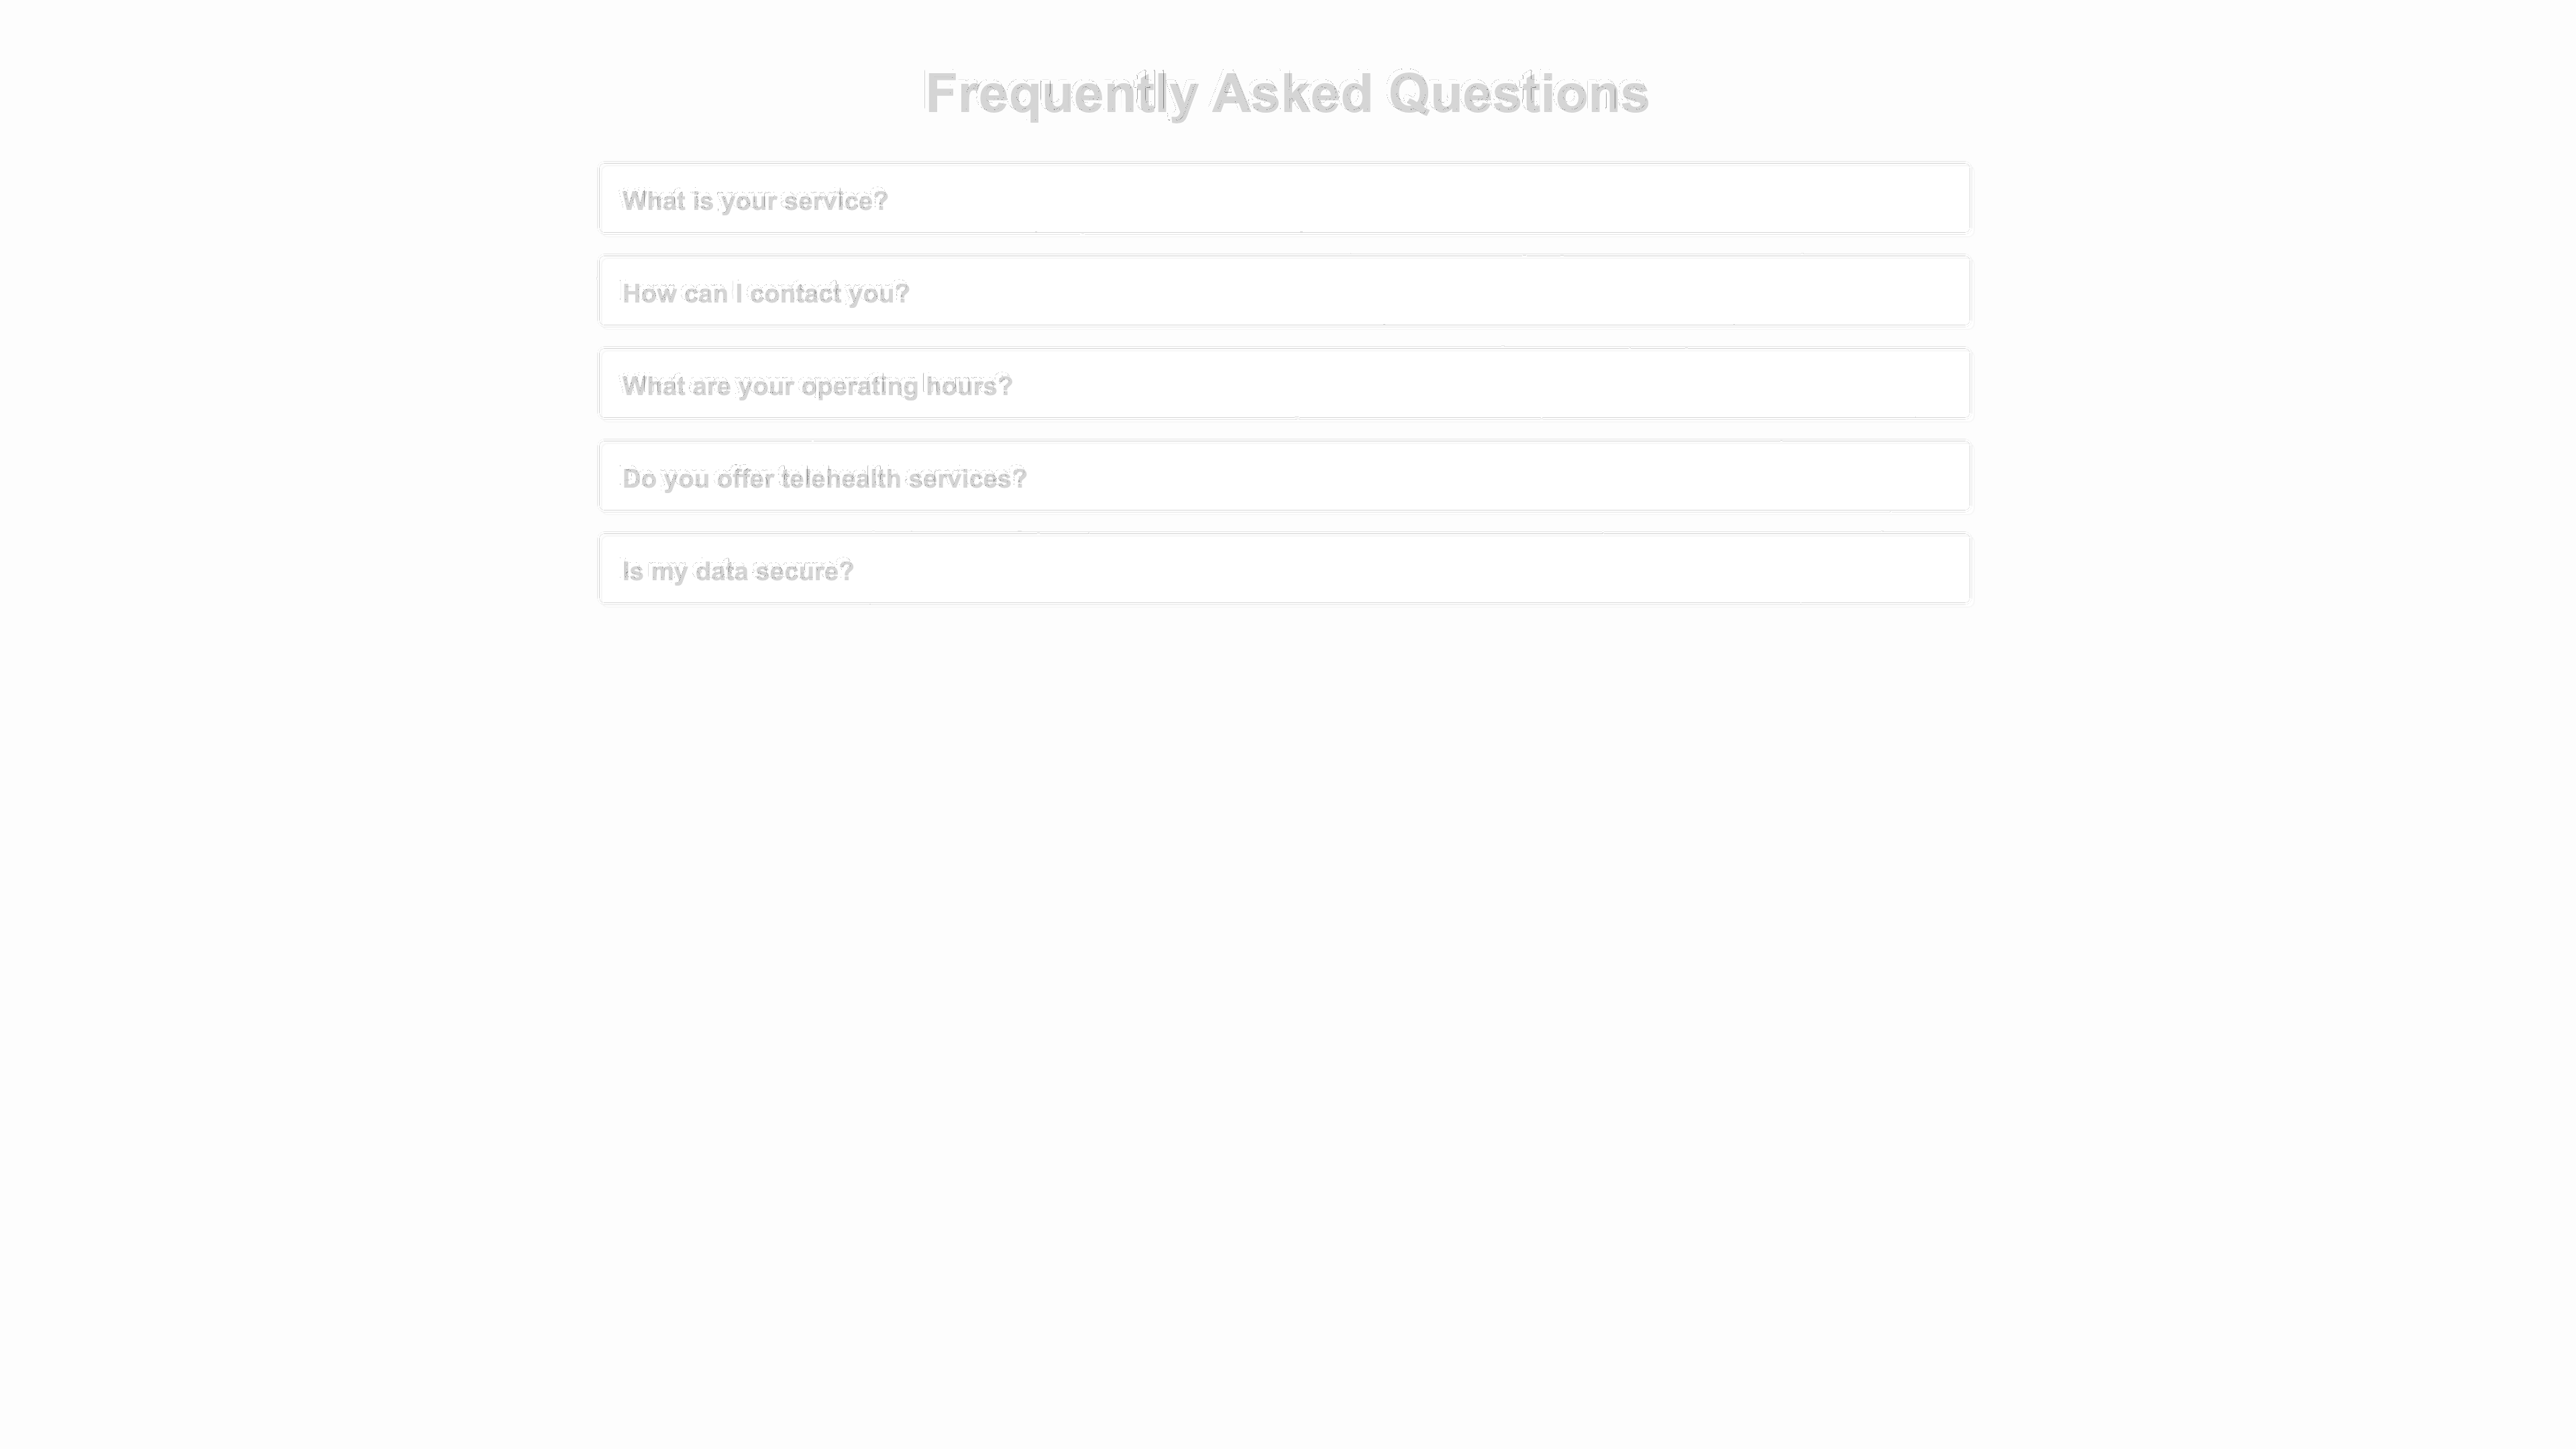 Frequently Asked Questions
What is your service?
How can I contact you?
What are your operating hours?
Do you offer telehealth services?
Is my data secure?